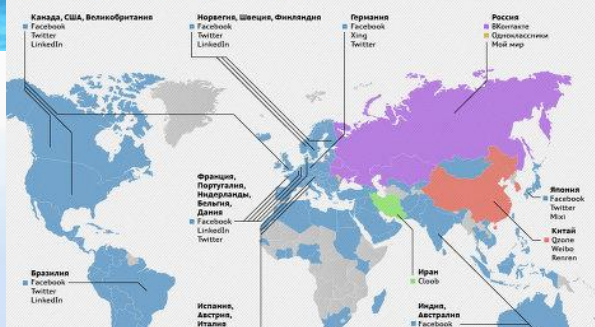 Канада, США, Великобритания
Facebook
Twitter
LinkedIn
Норвегия, Швеция, Финляндия
Facebook
Twitter
LinkedIn
Германия
Facebook
Xing
Twitter
Россия
ВКонтакте
Одноклассники
Мой мир
Франция,
Португалия,
Нидерланды,
Бельгия,
Дания
Facebook
LinkedIn
Twitter
Япония
Facebook
Twitter
Mixi
Китай
Qzone
Weibo
Renren
Иран
Cloob
Бразилия
Facebook
Twitter
LinkedIn
Испания,
Австрия,
Италия
Индия,
Австралия
Facebook